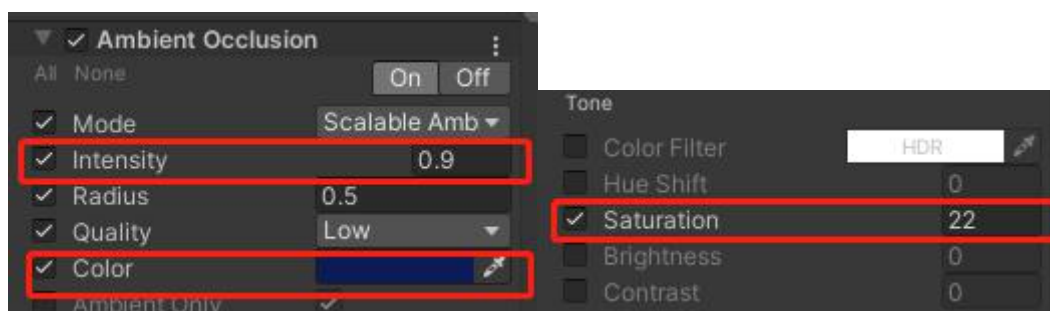 Ambient Occlusion
All None
On Off
Mode Scalable Amb
Intensity 0.9
Radius 0.5
Quality Low
Color
Ambient Only
Tone
Color Filter HDR
Hue Shift 0
Saturation 22
Brightness 0
Contrast 0